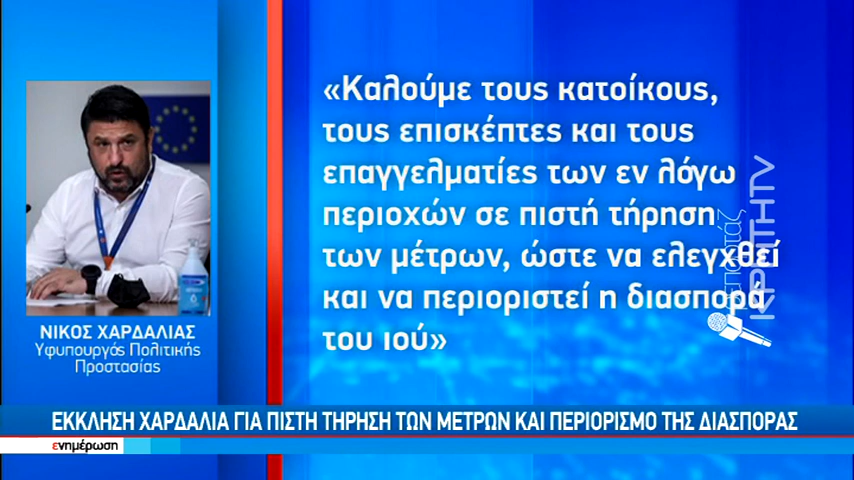 «Καλούμε τους κατοίκους,
τους επισκέπτες και τους
επαγγελματίες των εν λόγω
περιοχών σε πιστή τήρηση
των μέτρων, ώστε να ελεγχθεί
και να περιοριστεί η διασπορά
του ιού»
ΝΙΚΟΣ ΧΑΡΔΑΛΙΑΣ
Υφυπουργός Πολιτικής
Προστασίας
ρεπορτάζ
ΚΡΗΤΗTV
ΕΚΚΛΗΣΗ ΧΑΡΔΑΛΙΑ ΓΙΑ ΠΙΣΤΗ ΤΗΡΗΣΗ ΤΩΝ ΜΕΤΡΩΝ ΚΑΙ ΠΕΡΙΟΡΙΣΜΟ ΤΗΣ ΔΙΑΣΠΟΡΑΣ
ενημέρωση